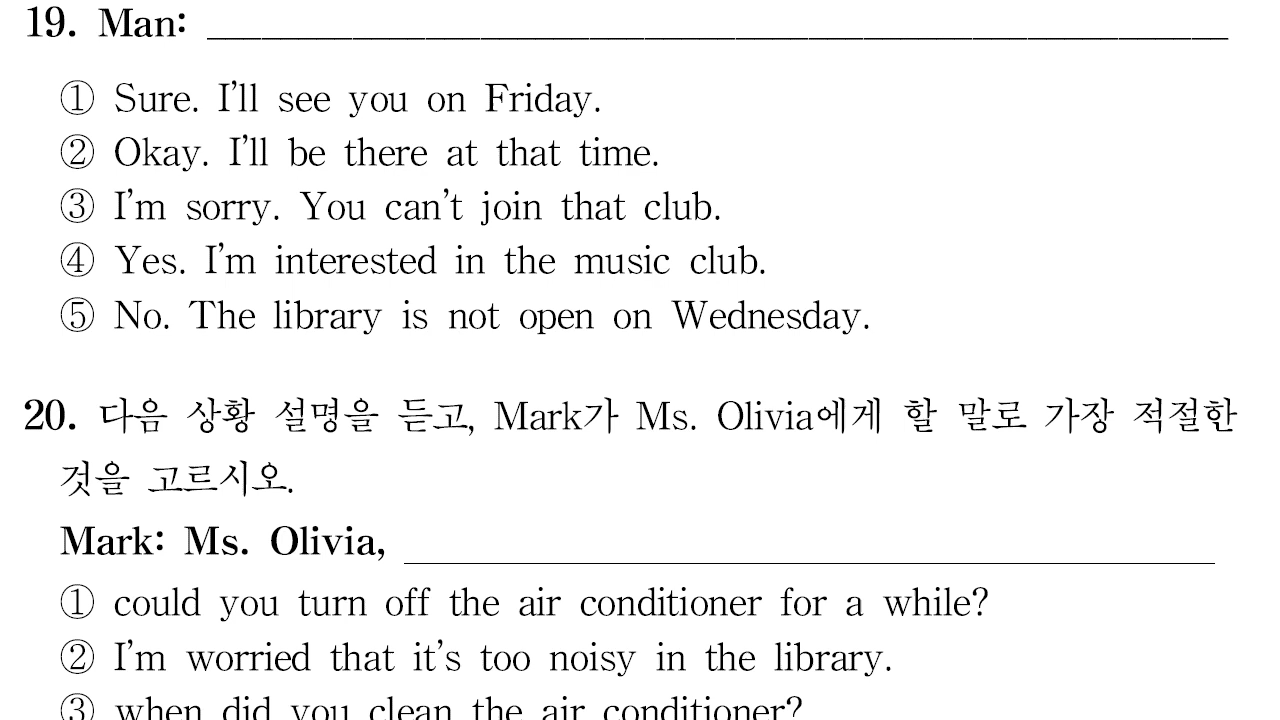 19. Man: ____________________
① Sure. I’ll see you on Friday.
② Okay. I’ll be there at that time.
③ I’m sorry. You can’t join that club.
④ Yes. I’m interested in the music club.
⑤ No. The library is not open on Wednesday.
20. 다음 상황 설명을 듣고, Mark가 Ms. Olivia에게 할 말로 가장 적절한
것을 고르시오.
Mark: Ms. Olivia, ____________________
① could you turn off the air conditioner for a while?
② I’m worried that it’s too noisy in the library.
③ when did you clean the air conditioner?